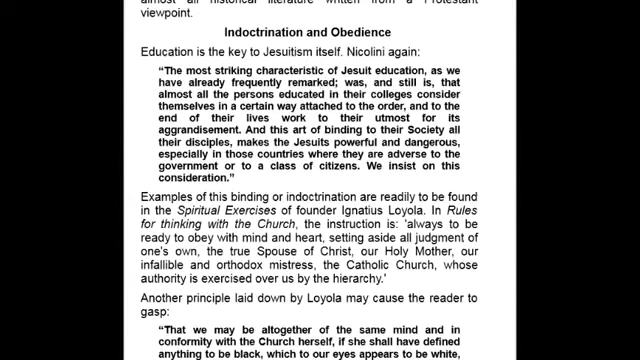 almost all historical literature written from a Protestant
viewpoint.
Indoctrination and Obedience
Education is the key to Jesuitism itself. Nicolini again:
“The most striking characteristic of Jesuit education, as we
have already frequently remarked; was, and still is, that
almost all the persons educated in their colleges consider
themselves in a certain way attached to the order, and to the
end of their lives work to their utmost for its
aggrandisement. And this art of binding to their Society all
their disciples, makes the Jesuits powerful and dangerous,
especially in those countries where they are adverse to the
government or to a class of citizens. We insist on this
consideration.”
Examples of this binding or indoctrination are readily to be found
in the Spiritual Exercises of founder Ignatius Loyola. In Rules
for thinking with the Church, the instruction is: 'always to be
ready to obey with mind and heart, setting aside all judgment of
one's own, the true Spouse of Christ, our Holy Mother, our
infallible and orthodox mistress, the Catholic Church, whose
authority is exercised over us by the hierarchy.'
Another principle laid down by Loyola may cause the reader to
gasp:
“That we may be altogether of the same mind and in
conformity with the Church herself, if she shall have defined
anything to be black, which to our eyes appears to be white,